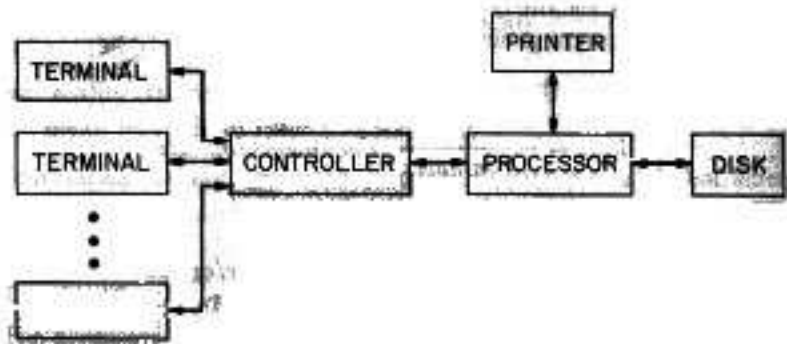 PRINTER
TERMINAL
TERMINAL
CONTROLLER
PROCESSOR
DISK